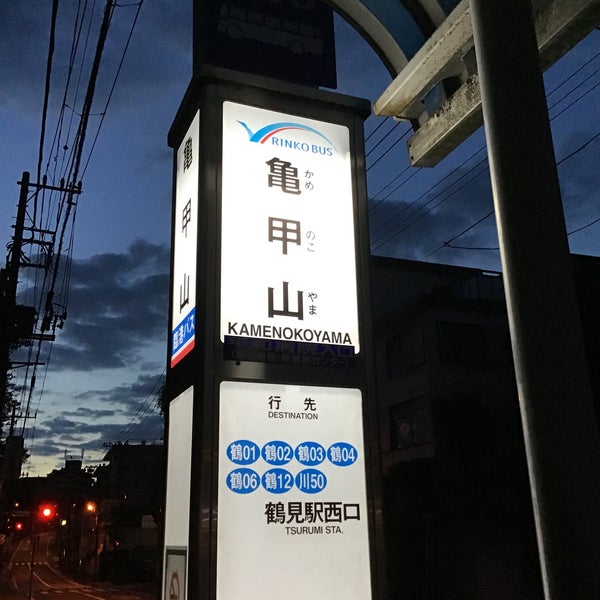 RINKO BUS
亀甲山
かめのこやま
KAMENOKOYAMA
行先
DESTINATION
鶴01 鶴02 鶴03 鶴04
鶴06 鶴12 川50
鶴見駅西口
TSURUMI STA.
亀甲山
臨港バス